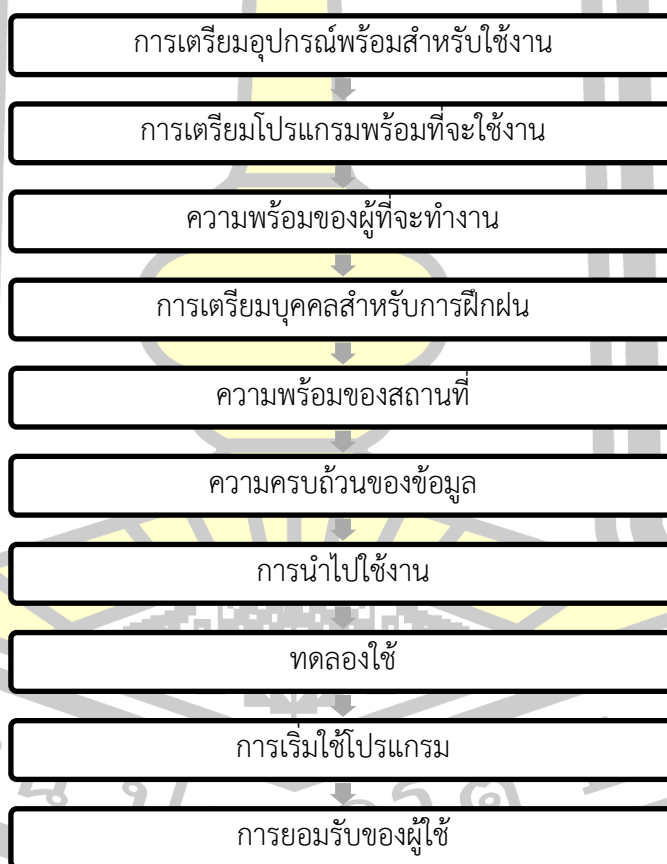 การเตรียมอุปกรณ์พร้อมสำหรับใช้งาน
การเตรียมโปรแกรมพร้อมที่จะใช้งาน
ความพร้อมของผู้ที่จะทำงาน
การเตรียมบุคคลสำหรับการฝึกฝน
ความพร้อมของสถานที่
ความครบถ้วนของข้อมูล
การนำไปใช้งาน
ทดลองใช้
การเริ่มใช้โปรแกรม
การยอมรับของผู้ใช้